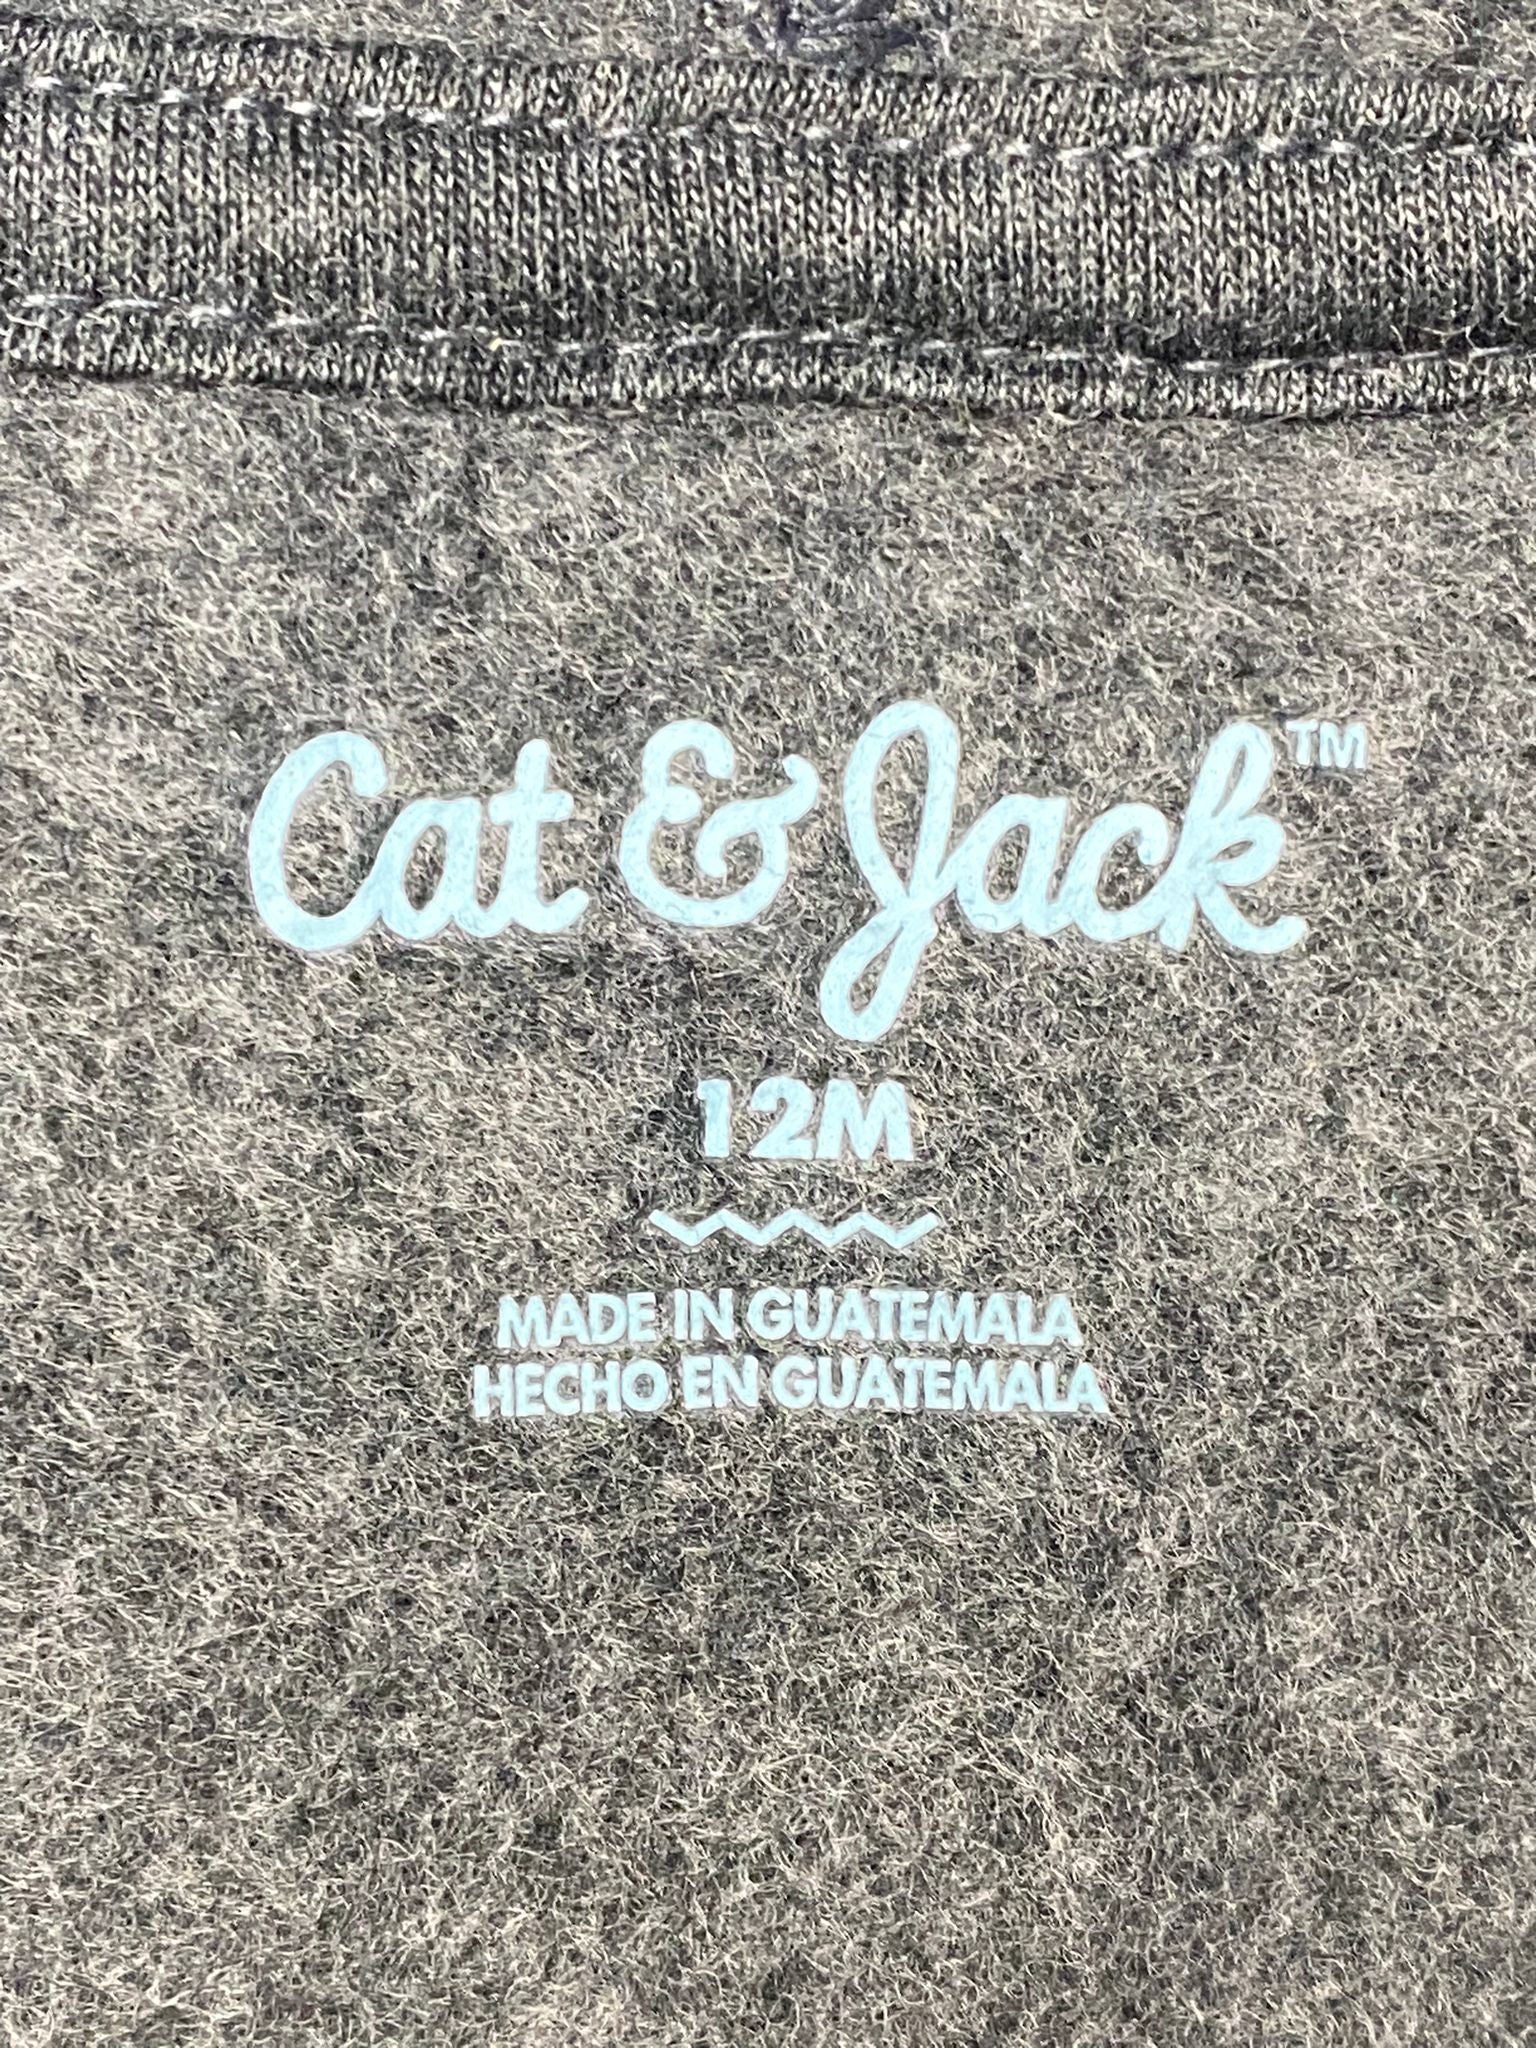 Cat & Jack™
12M
MADE IN GUATEMALA
HECHO EN GUATEMALA